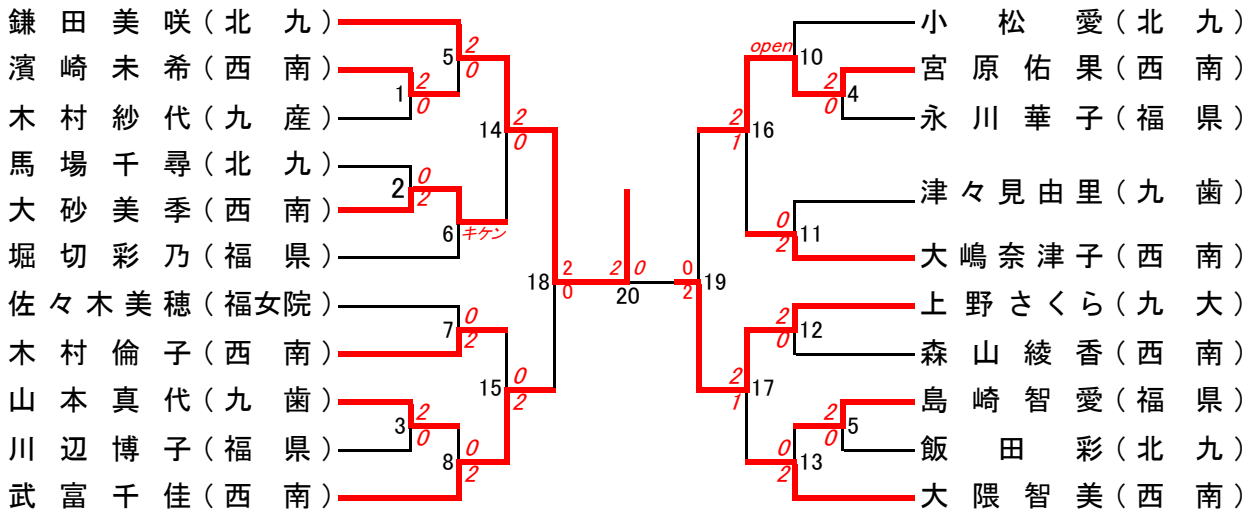 鎌田美咲(北九)
濱崎未希(西南)
木村紗代(九産)
馬場千尋(北九)
大砂美季(西南)
堀切彩乃(福県)
佐々木美穂(福女院)
木村倫子(西南)
山本真代(九歯)
川辺博子(福県)
武富千佳(西南)
5
2
0
1
2
0
2
0
2
6
キケン
14
2
0
7
0
2
3
2
0
8
0
2
15
0
2
18
2
0
2 0
20
0
2
19
open
10
2
0
4
2
1
16
0
2
11
2
0
12
2
1
17
2
0
5
0
2
13
小松愛(北九)
宮原佑果(西南)
永川華子(福県)
津々見由里(九歯)
大嶋奈津子(西南)
上野さくら(九大)
森山綾香(西南)
島崎智愛(福県)
飯田彩(北九)
大隈智美(西南)